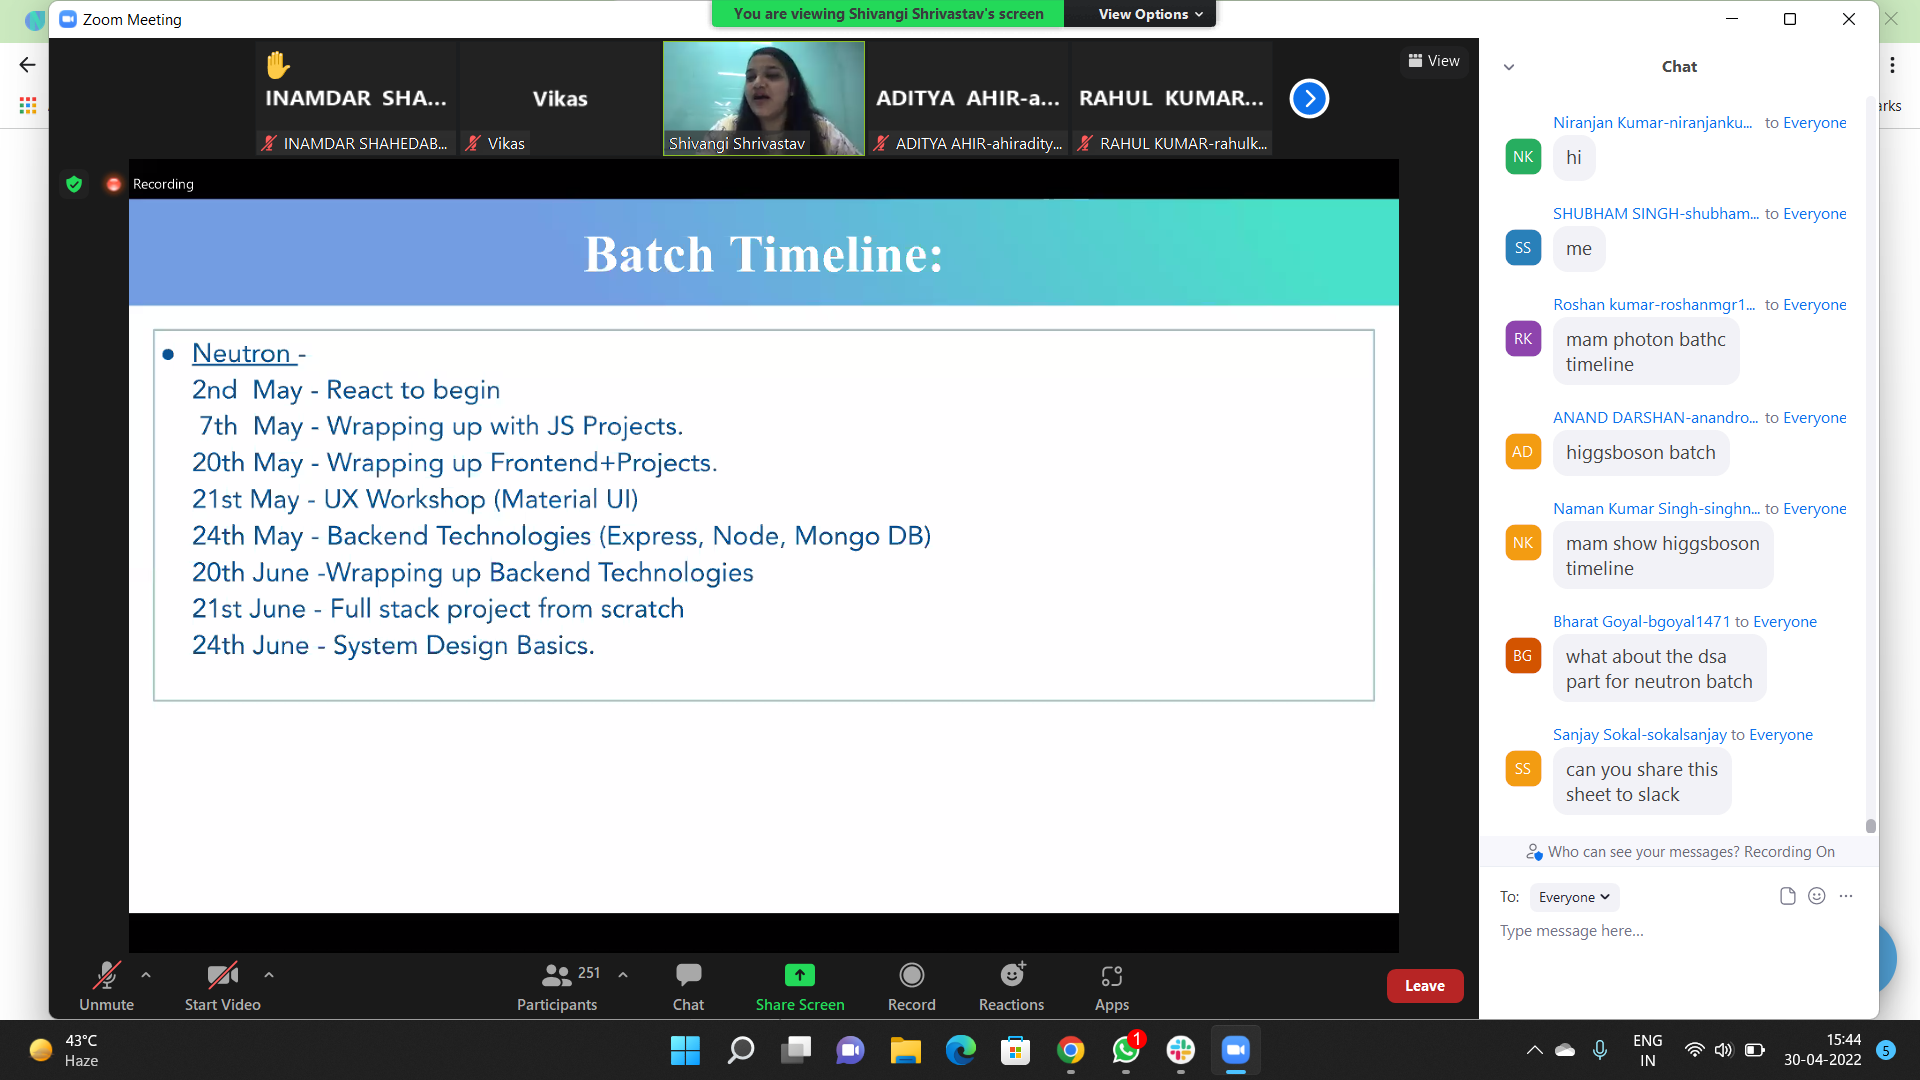 Zoom Meeting
You are viewing Shivangi Shrivastav's screen
View Options
INAMDAR SHA...
Vikas
ADITYA AHIR-a...
RAHUL KUMAR...
View
INAMDAR SHAHEDAB...
Vikas
Shivangi Shrivastav
ADITYA AHIR-ahiradity...
RAHUL KUMAR-rahulk...
Recording
Batch Timeline:
• Neutron -
2nd May - React to begin
7th May - Wrapping up with JS Projects.
20th May - Wrapping up Frontend+Projects.
21st May - UX Workshop (Material UI)
24th May - Backend Technologies (Express, Node, Mongo DB)
20th June -Wrapping up Backend Technologies
21st June - Full stack project from scratch
24th June - System Design Basics.
Chat
arks
Niranjan Kumar-niranjanku... to Everyone
NK
hi
SHUBHAM SINGH-shubham... to Everyone
SS
me
Roshan kumar-roshanmgr1... to Everyone
RK
mam photon bathc
timeline
ANAND DARSHAN-anandro... to Everyone
AD
higgsboson batch
Naman Kumar Singh-singhn... to Everyone
NK
mam show higgsboson
timeline
Bharat Goyal-bgoyal1471 to Everyone
BG
what about the dsa
part for neutron batch
Sanjay Sokal-sokalsanjay to Everyone
SS
can you share this
sheet to slack
Who can see your messages? Recording On
To: Everyone
Type message here...
Unmute
Start Video
251
Participants
Chat
Share Screen
Record
Reactions
Apps
Leave
43°C
Haze
1
ENG
IN
15:44
30-04-2022
5